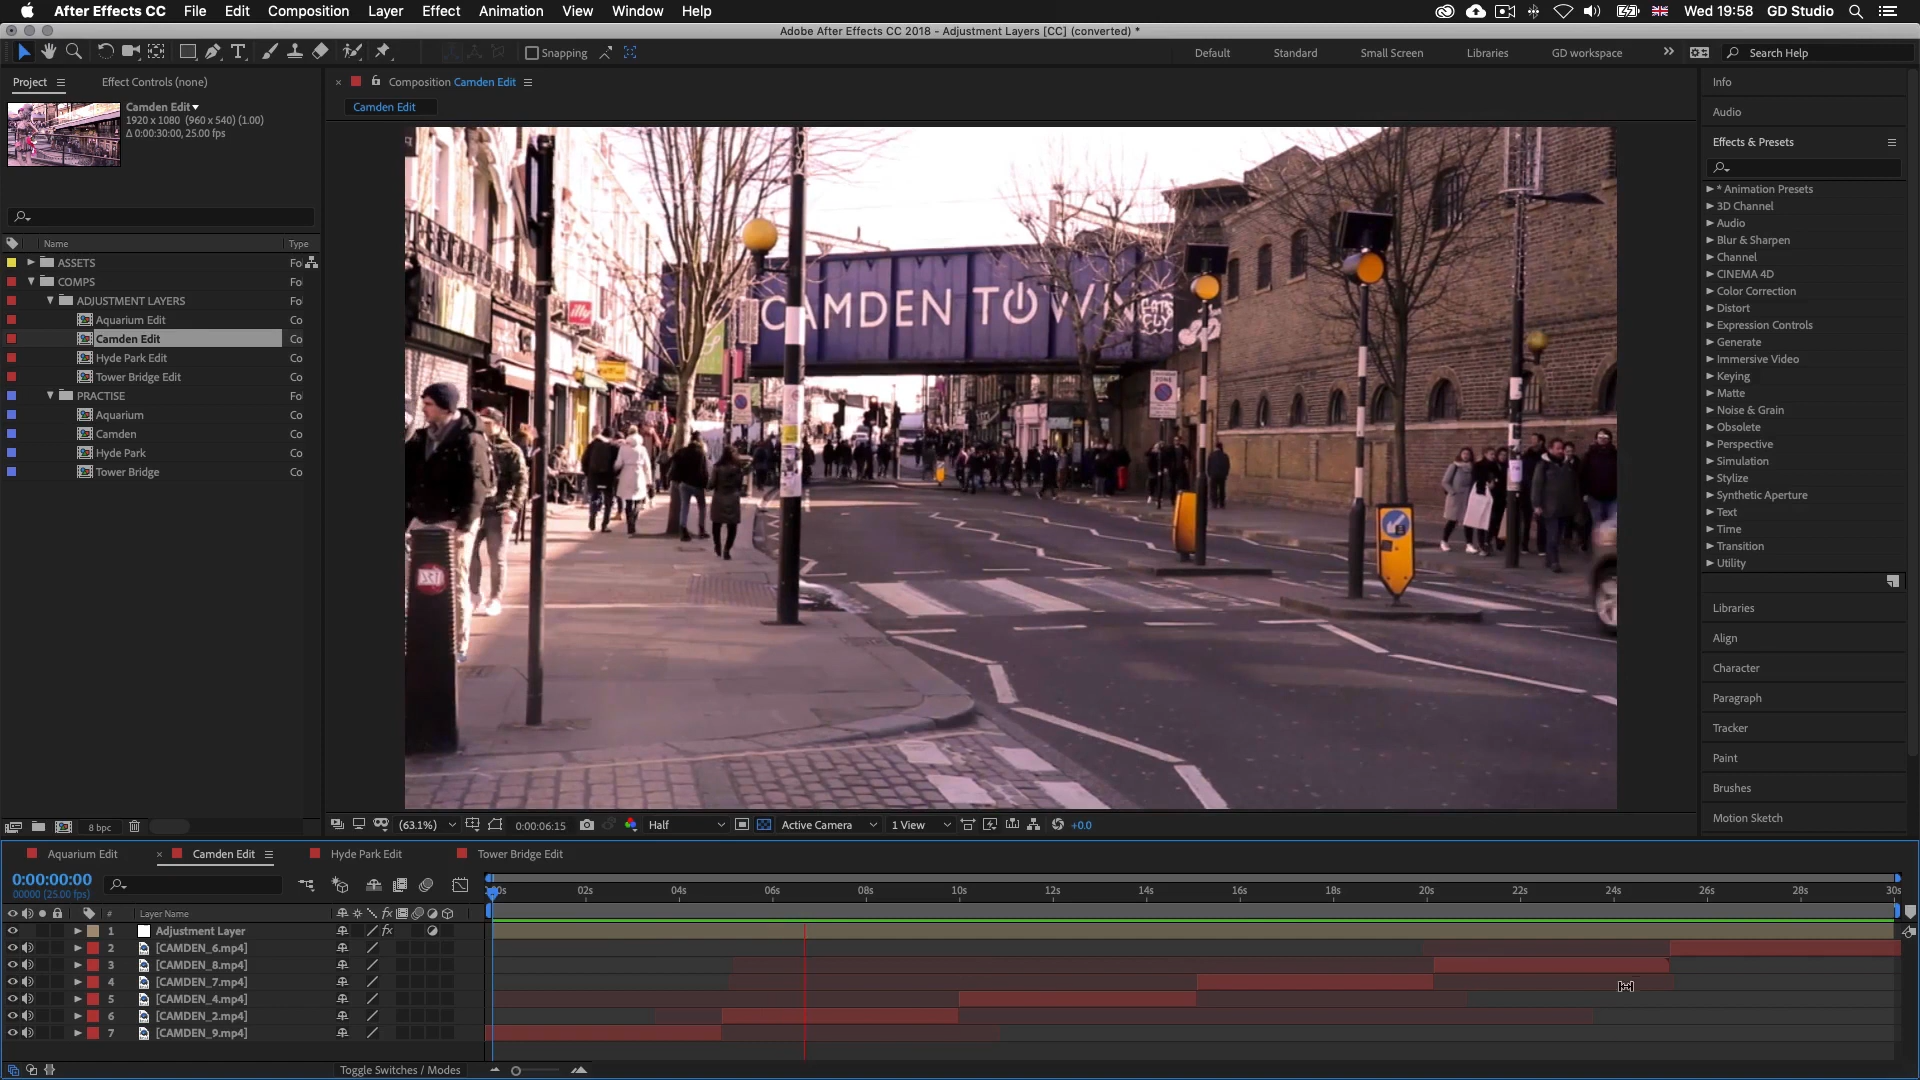 After Effects CC File Edit Composition Layer Effect Animation View Window Help Wed 19:58 GD Studio
Adobe After Effects CC 2018 - Adjustment Layers [CC] (converted) *
Snapping Default Standard Small Screen Libraries GD workspace Search Help
Project Effect Controls (none)
Camden Edit
1920 x 1080 (960 x 540) (1.00)
Δ 0:00:30:00, 25.00 fps
Name Type
ASSETS Fo
COMPS Fo
ADJUSTMENT LAYERS Fo
Aquarium Edit Co
Camden Edit Co
Hyde Park Edit Co
Tower Bridge Edit Co
PRACTISE Fo
Aquarium Co
Camden Co
Hyde Park Co
Tower Bridge Co
8 bpc
Composition Camden Edit
Camden Edit
CAMDEN TOWN
illy
ZONE
(63.1%) 0:00:06:15 Half Active Camera 1 View +0.0
Info
Audio
Effects & Presets
* Animation Presets
3D Channel
Audio
Blur & Sharpen
Channel
CINEMA 4D
Color Correction
Distort
Expression Controls
Generate
Immersive Video
Keying
Matte
Noise & Grain
Obsolete
Perspective
Simulation
Stylize
Synthetic Aperture
Text
Time
Transition
Utility
Libraries
Align
Character
Paragraph
Tracker
Paint
Brushes
Motion Sketch
Aquarium Edit Camden Edit Hyde Park Edit Tower Bridge Edit
0:00:00:00
00000 (25.00 fps)
02s 04s 06s 08s 10s 12s 14s 16s 18s 20s 22s 24s 26s 28s 30s
# Layer Name
1 Adjustment Layer
2 [CAMDEN_6.mp4]
3 [CAMDEN_8.mp4]
4 [CAMDEN_7.mp4]
5 [CAMDEN_4.mp4]
6 [CAMDEN_2.mp4]
7 [CAMDEN_9.mp4]
Toggle Switches / Modes